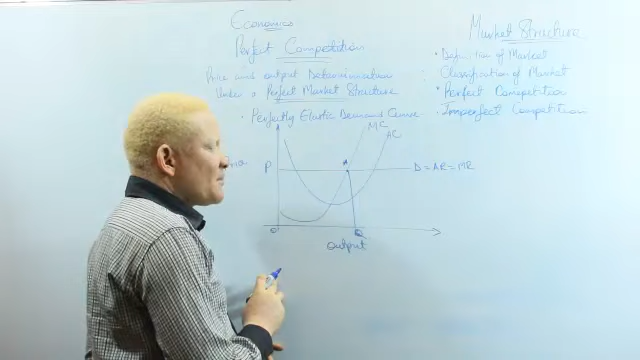 Economics
Perfect Competition
Price and output Determination
Under a Perfect Market Structure
• Perfectly Elastic Demand Curve
MC
AC
P
A
D = AR = MR
O
Q
output
Market Structure
• Definition of Market
• Classification of Market
• Perfect Competition
• Imperfect Competition